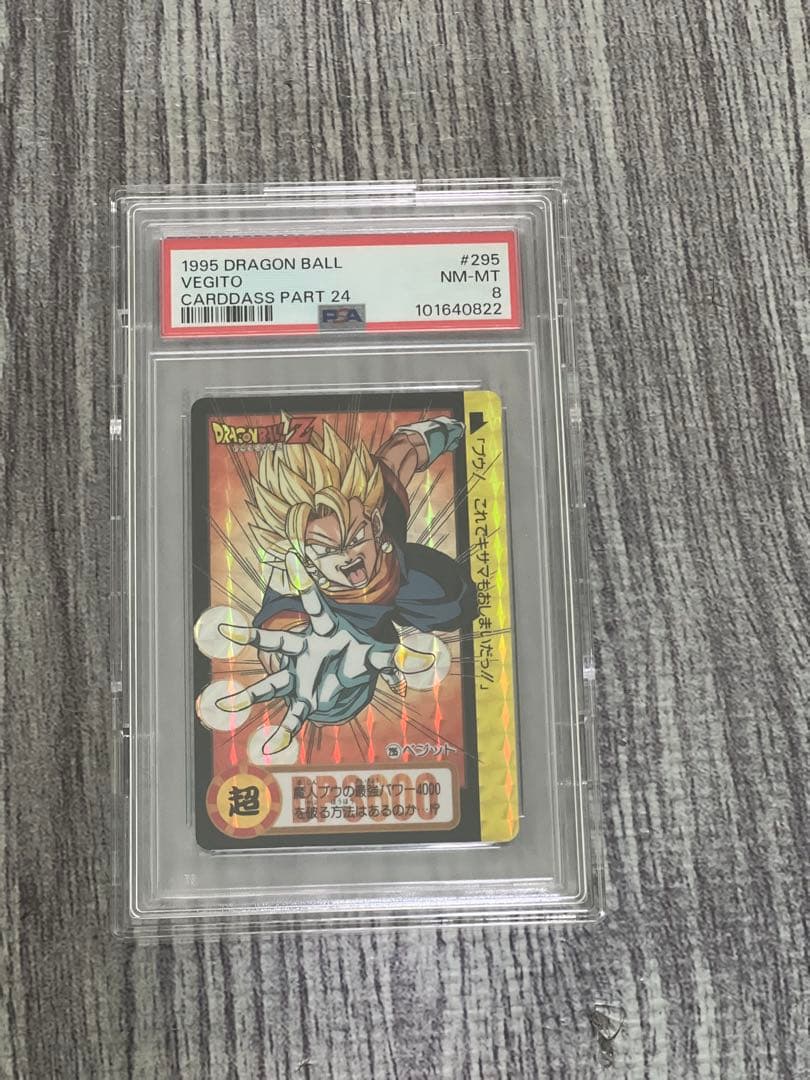 1995 DRAGON BALL #295
VEGITO NM-MT
CARDDASS PART 24 8
101640822
PSA
DRAGON BALL Z
「ブウ! これでキサマもおしまいだっ!!」
295 ベジット
超
魔人ブウの最強パワー4000
を破る方法はあるのか…!?